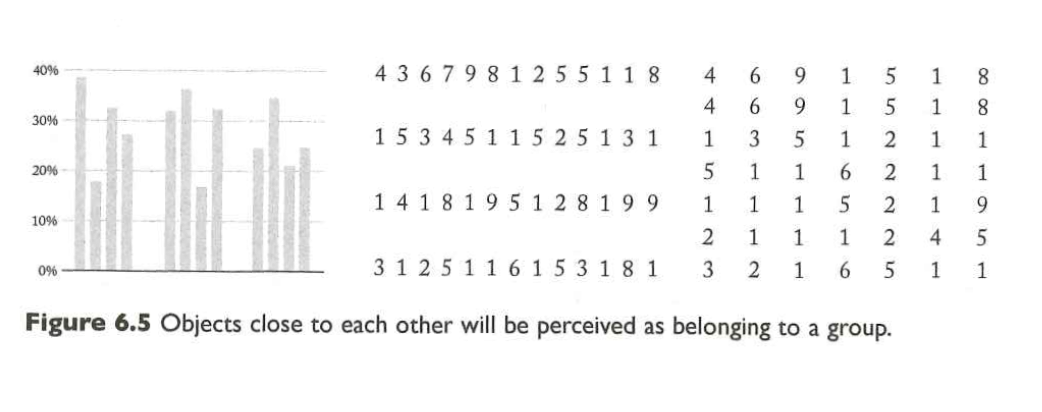 40%
30%
20%
10%
0%
4 3 6 7 9 8 1 2 5 5 1 1 8
1 5 3 4 5 1 1 5 2 5 1 3 1
1 4 1 8 1 9 5 1 2 8 1 9 9
3 1 2 5 1 1 6 1 5 3 1 8 1
4 6 9 1 5 1 8
4 6 9 1 5 1 8
1 3 5 1 2 1 1
5 1 1 6 2 1 1
1 1 1 5 2 1 9
2 1 1 1 2 4 5
3 2 1 6 5 1 1
Figure 6.5 Objects close to each other will be perceived as belonging to a group.